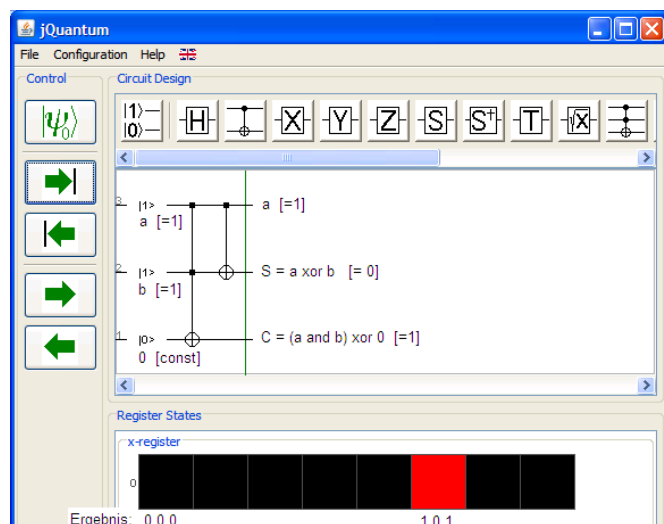 jQuantum
File Configuration Help
Control
Circuit Design
|ψ₀⟩
|1>
|0>
H
X
Y
Z
S
S⁺
T
√X
3 |1> a [=1]
a [=1]
2 |1> S = a xor b [= 0]
b [=1]
1 |0> C = (a and b) xor 0 [=1]
0 [const]
Register States
x-register
0
Ergebnis: 0 0 0 1 0 1